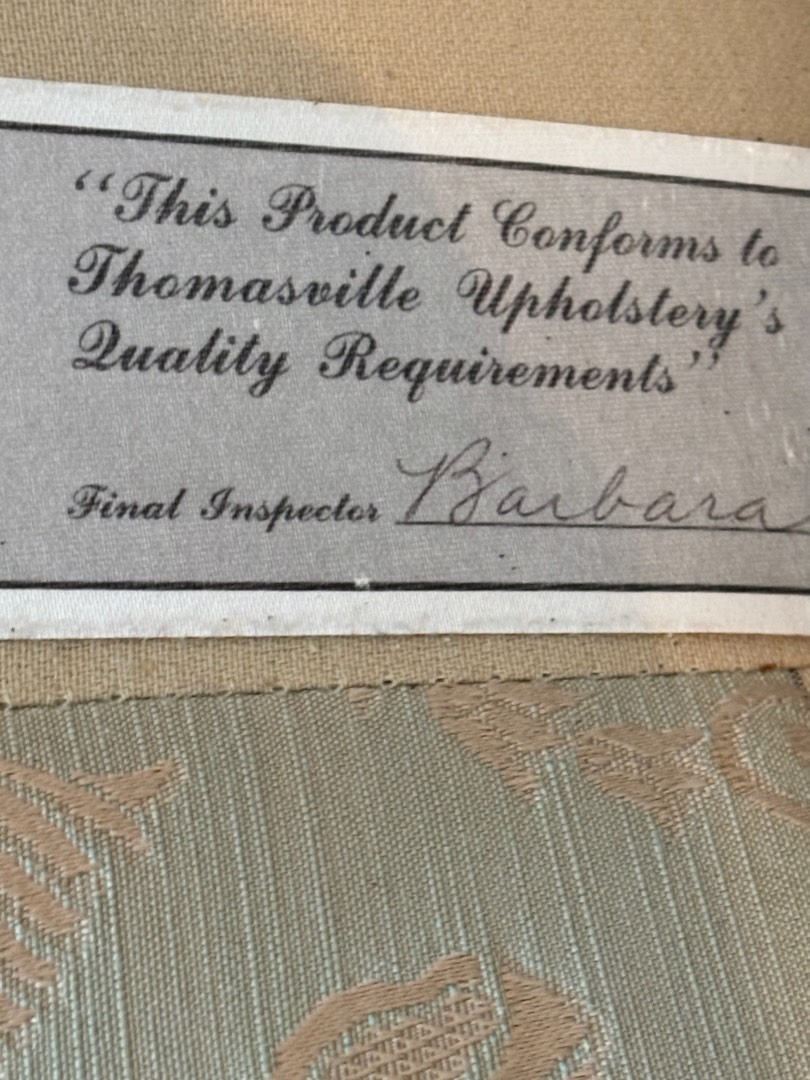 “This Product Conforms to
Thomasville Upholstery’s
Quality Requirements”
Final Inspector Barbara